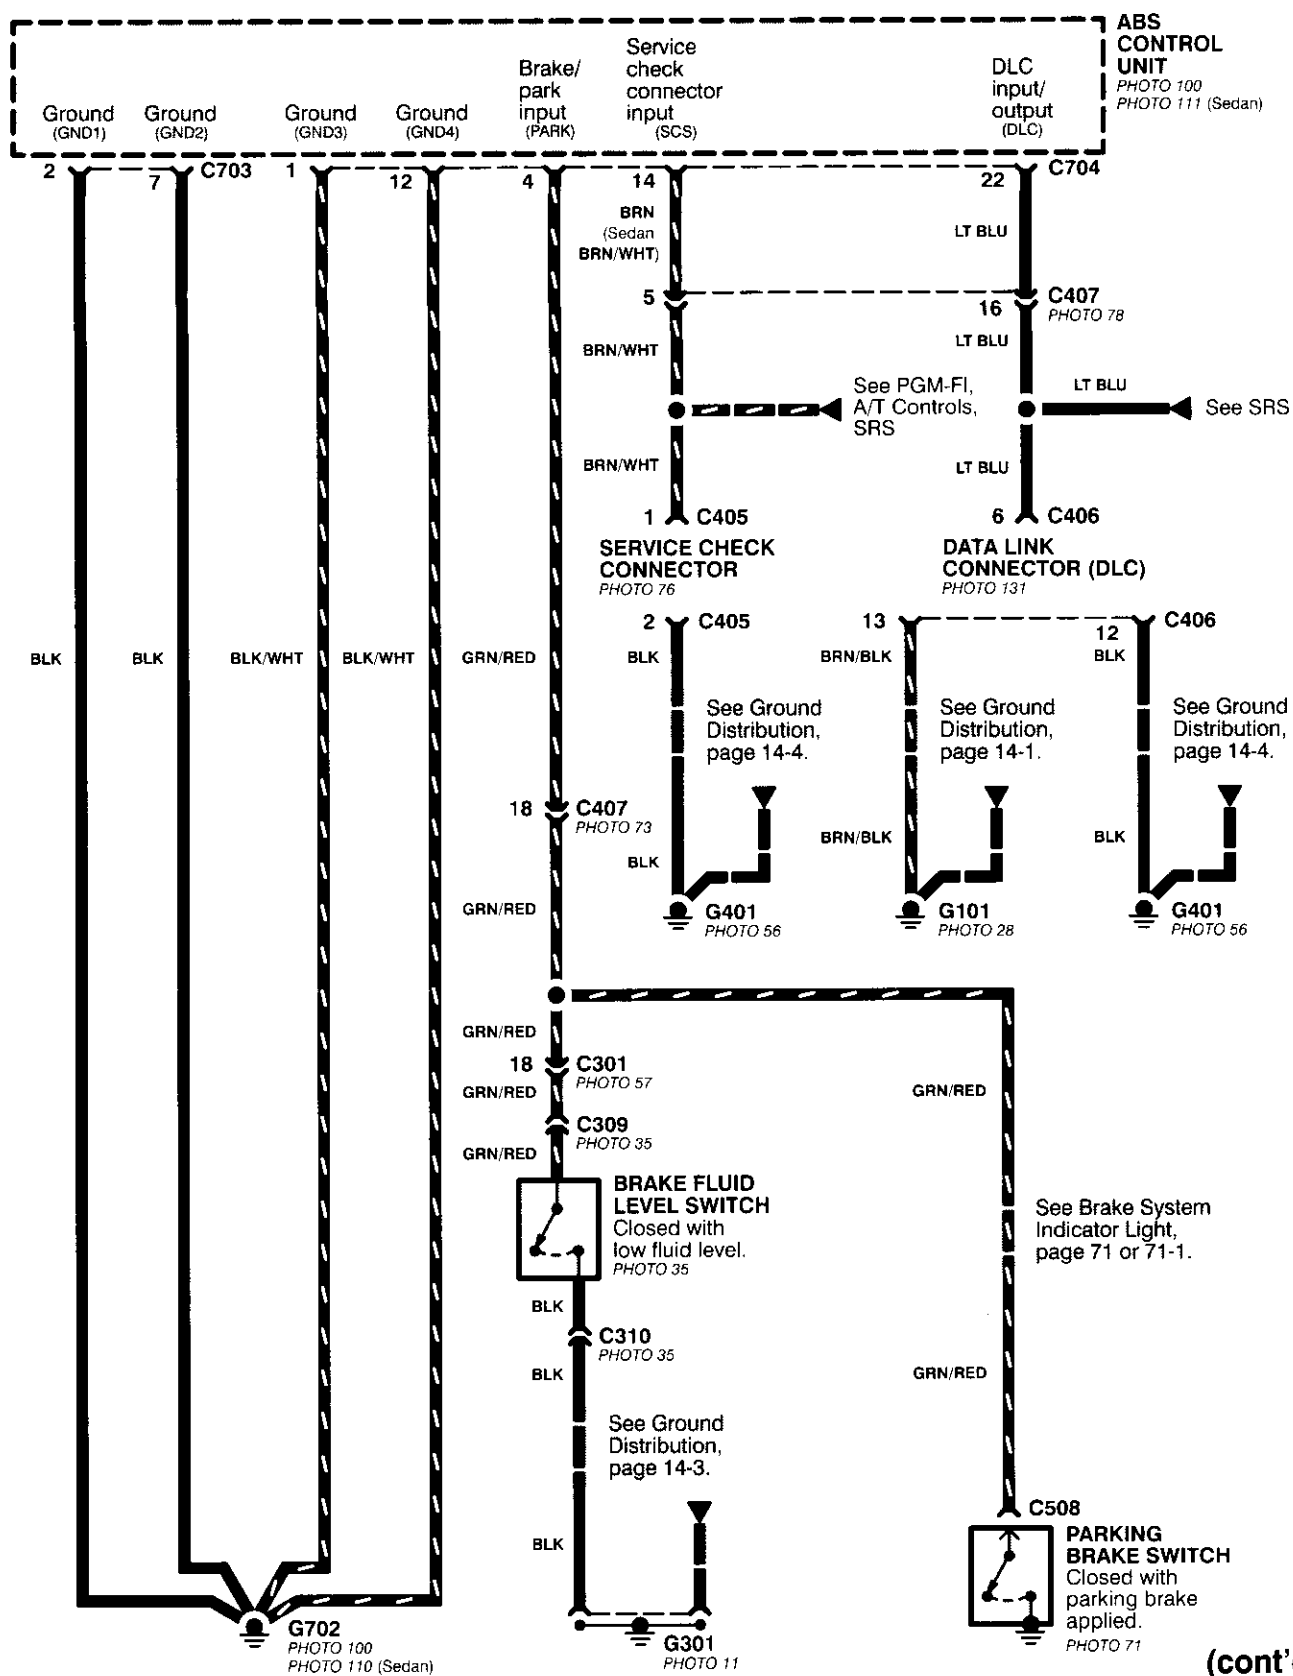 ABS
CONTROL
UNIT
PHOTO 100
PHOTO 111 (Sedan)
Ground
(GND1)
Ground
(GND2)
Ground
(GND3)
Ground
(GND4)
Brake/
park
input
(PARK)
Service
check
connector
input
(SCS)
DLC
input/
output
(DLC)
2
7
C703
1
12
4
14
22
C704
BRN
(Sedan
BRN/WHT)
LT BLU
5
16
C407
PHOTO 78
BRN/WHT
LT BLU
See PGM-FI,
A/T Controls,
SRS
LT BLU
See SRS
BRN/WHT
LT BLU
1
C405
6
C406
SERVICE CHECK
CONNECTOR
PHOTO 76
DATA LINK
CONNECTOR (DLC)
PHOTO 131
2
C405
13
12
C406
BLK
BLK
BLK/WHT
BLK/WHT
GRN/RED
BLK
BRN/BLK
BLK
See Ground
Distribution,
page 14-4.
See Ground
Distribution,
page 14-1.
See Ground
Distribution,
page 14-4.
18
C407
PHOTO 73
BLK
BRN/BLK
BLK
GRN/RED
G401
PHOTO 56
G101
PHOTO 28
G401
PHOTO 56
GRN/RED
18
C301
PHOTO 57
GRN/RED
GRN/RED
C309
PHOTO 35
GRN/RED
BRAKE FLUID
LEVEL SWITCH
Closed with
low fluid level.
PHOTO 35
See Brake System
Indicator Light,
page 71 or 71-1.
BLK
C310
PHOTO 35
BLK
GRN/RED
See Ground
Distribution,
page 14-3.
C508
BLK
PARKING
BRAKE SWITCH
Closed with
parking brake
applied.
PHOTO 71
G702
PHOTO 100
PHOTO 110 (Sedan)
G301
PHOTO 11
(cont'